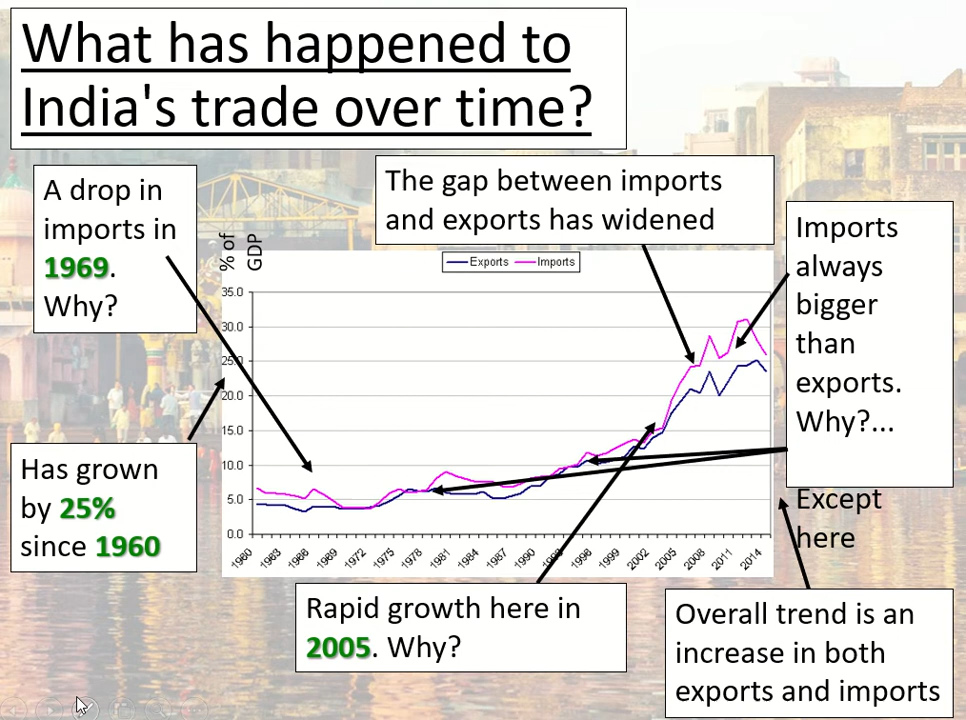 What has happened to
India's trade over time?
A drop in
imports in
1969.
Why?
The gap between imports
and exports has widened
Imports
always
bigger
than
exports.
Why?...
Except
here
% of
GDP
Exports Imports
35.0
30.0
25.0
20.0
15.0
10.0
5.0
0.0
1960 1963 1966 1969 1972 1975 1978 1981 1984 1987 1990 1998 1999 2002 2005 2008 2011 2014
Has grown
by 25%
since 1960
Rapid growth here in
2005. Why?
Overall trend is an
increase in both
exports and imports